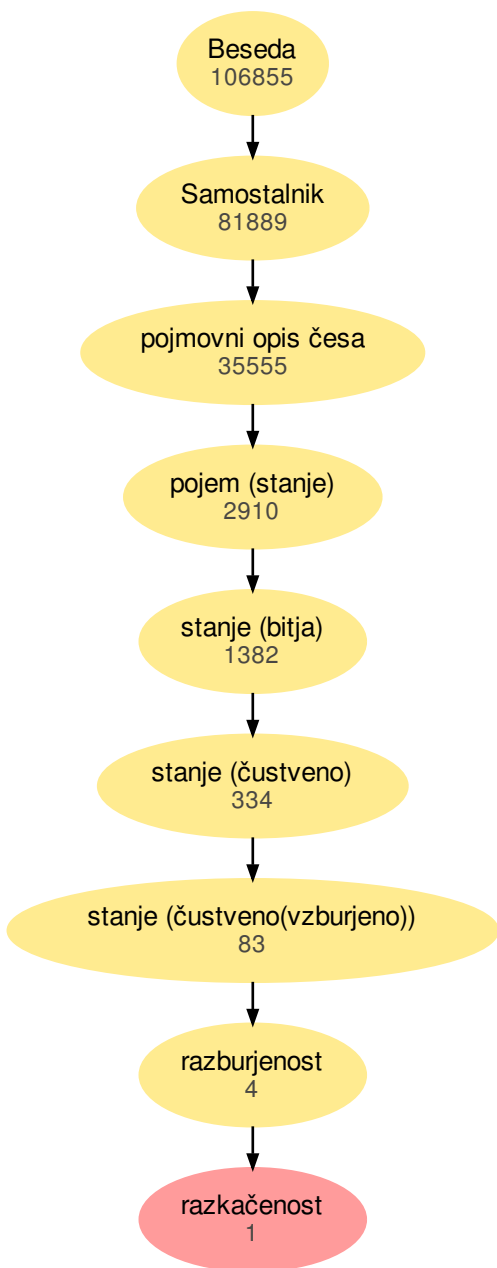 Beseda
106855
Samostalnik
81889
pojmovni opis česa
35555
pojem (stanje)
2910
stanje (bitja)
1382
stanje (čustveno)
334
stanje (čustveno(vzburjeno))
83
razburjenost
4
razkačenost
1